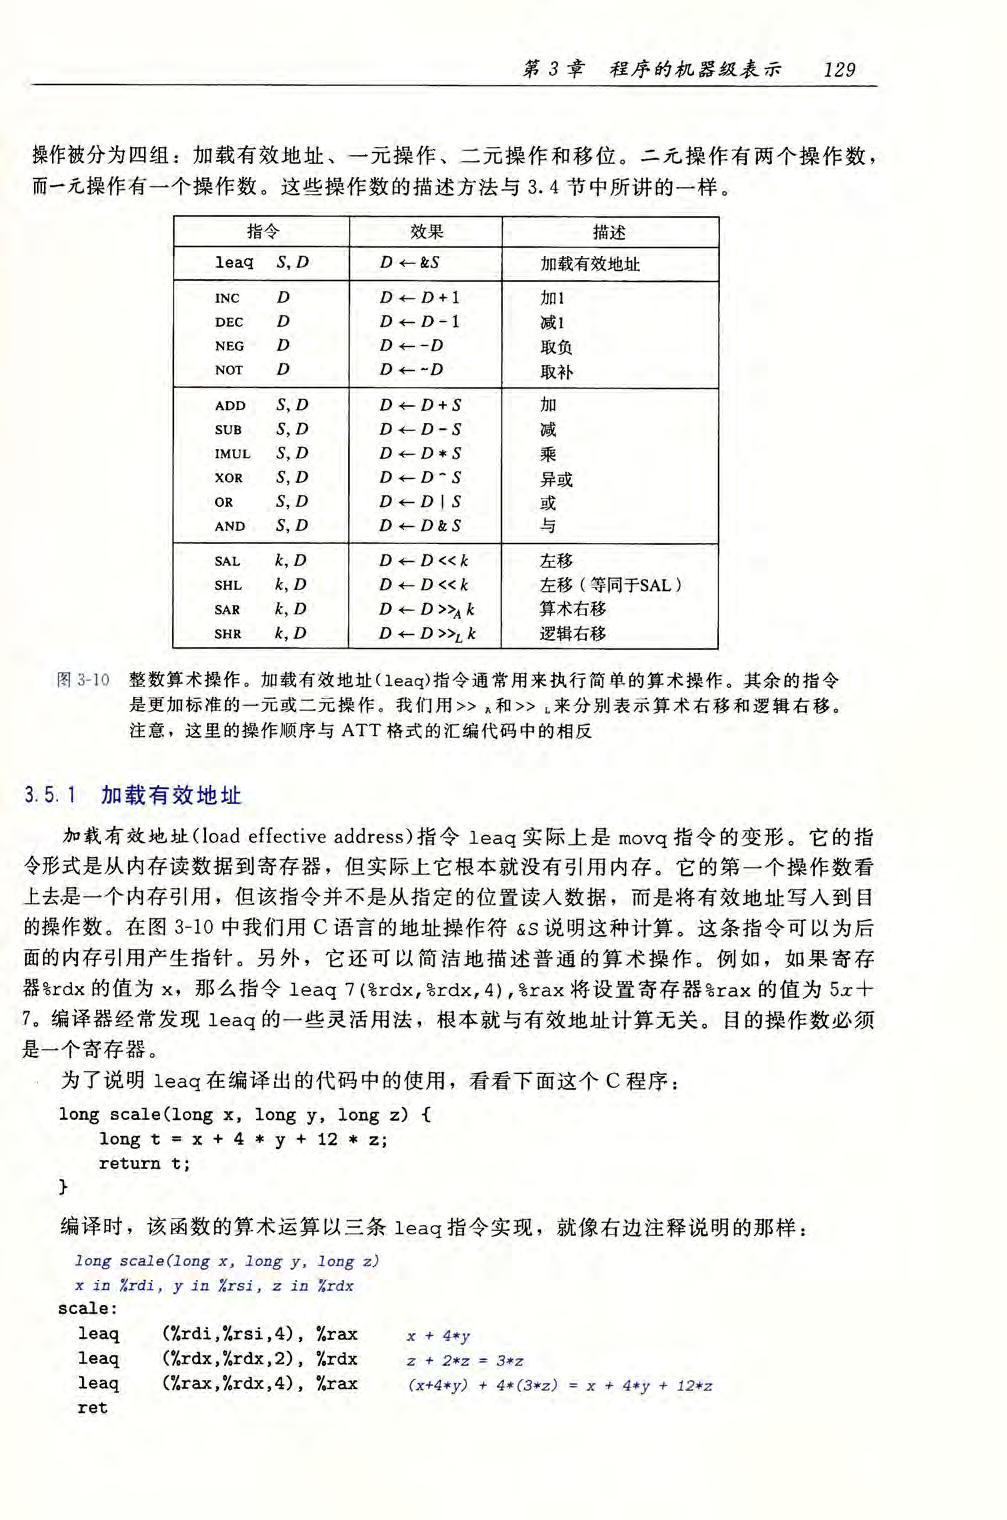 第 3 章 程序的机器级表示 129
操作被分为四组：加载有效地址、一元操作、二元操作和移位。二元操作有两个操作数，
而一元操作有一个操作数。这些操作数的描述方法与 3.4 节中所讲的一样。
指令 效果 描述
leaq S, D D ← &S 加载有效地址
INC D D ← D + 1 加1
DEC D D ← D - 1 减1
NEG D D ← -D 取负
NOT D D ← ~D 取补
ADD S, D D ← D + S 加
SUB S, D D ← D - S 减
IMUL S, D D ← D * S 乘
XOR S, D D ← D ^ S 异或
OR S, D D ← D | S 或
AND S, D D ← D & S 与
SAL k, D D ← D << k 左移
SHL k, D D ← D << k 左移（等同于SAL）
SAR k, D D ← D >>A k 算术右移
SHR k, D D ← D >>L k 逻辑右移
图 3-10 整数算术操作。加载有效地址(leaq)指令通常用来执行简单的算术操作。其余的指令
是更加标准的一元或二元操作。我们用>> A和>> L来分别表示算术右移和逻辑右移。
注意，这里的操作顺序与 ATT 格式的汇编代码中的相反
3.5.1 加载有效地址
加载有效地址(load effective address)指令 leaq 实际上是 movq 指令的变形。它的指
令形式是从内存读数据到寄存器，但实际上它根本就没有引用内存。它的第一个操作数看
上去是一个内存引用，但该指令并不是从指定的位置读入数据，而是将有效地址写入到目
的操作数。在图 3-10 中我们用 C 语言的地址操作符 &S 说明这种计算。这条指令可以为后
面的内存引用产生指针。另外，它还可以简洁地描述普通的算术操作。例如，如果寄存
器%rdx 的值为 x，那么指令 leaq 7(%rdx,%rdx,4),%rax 将设置寄存器%rax 的值为 5x＋
7。编译器经常发现 leaq 的一些灵活用法，根本就与有效地址计算无关。目的操作数必须
是一个寄存器。
为了说明 leaq 在编译出的代码中的使用，看看下面这个 C 程序：
long scale(long x, long y, long z) {
long t = x + 4 * y + 12 * z;
return t;
}
编译时，该函数的算术运算以三条 leaq 指令实现，就像右边注释说明的那样：
long scale(long x, long y, long z)
x in %rdi, y in %rsi, z in %rdx
scale:
leaq (%rdi,%rsi,4), %rax x + 4*y
leaq (%rdx,%rdx,2), %rdx z + 2*z = 3*z
leaq (%rax,%rdx,4), %rax (x+4*y) + 4*(3*z) = x + 4*y + 12*z
ret